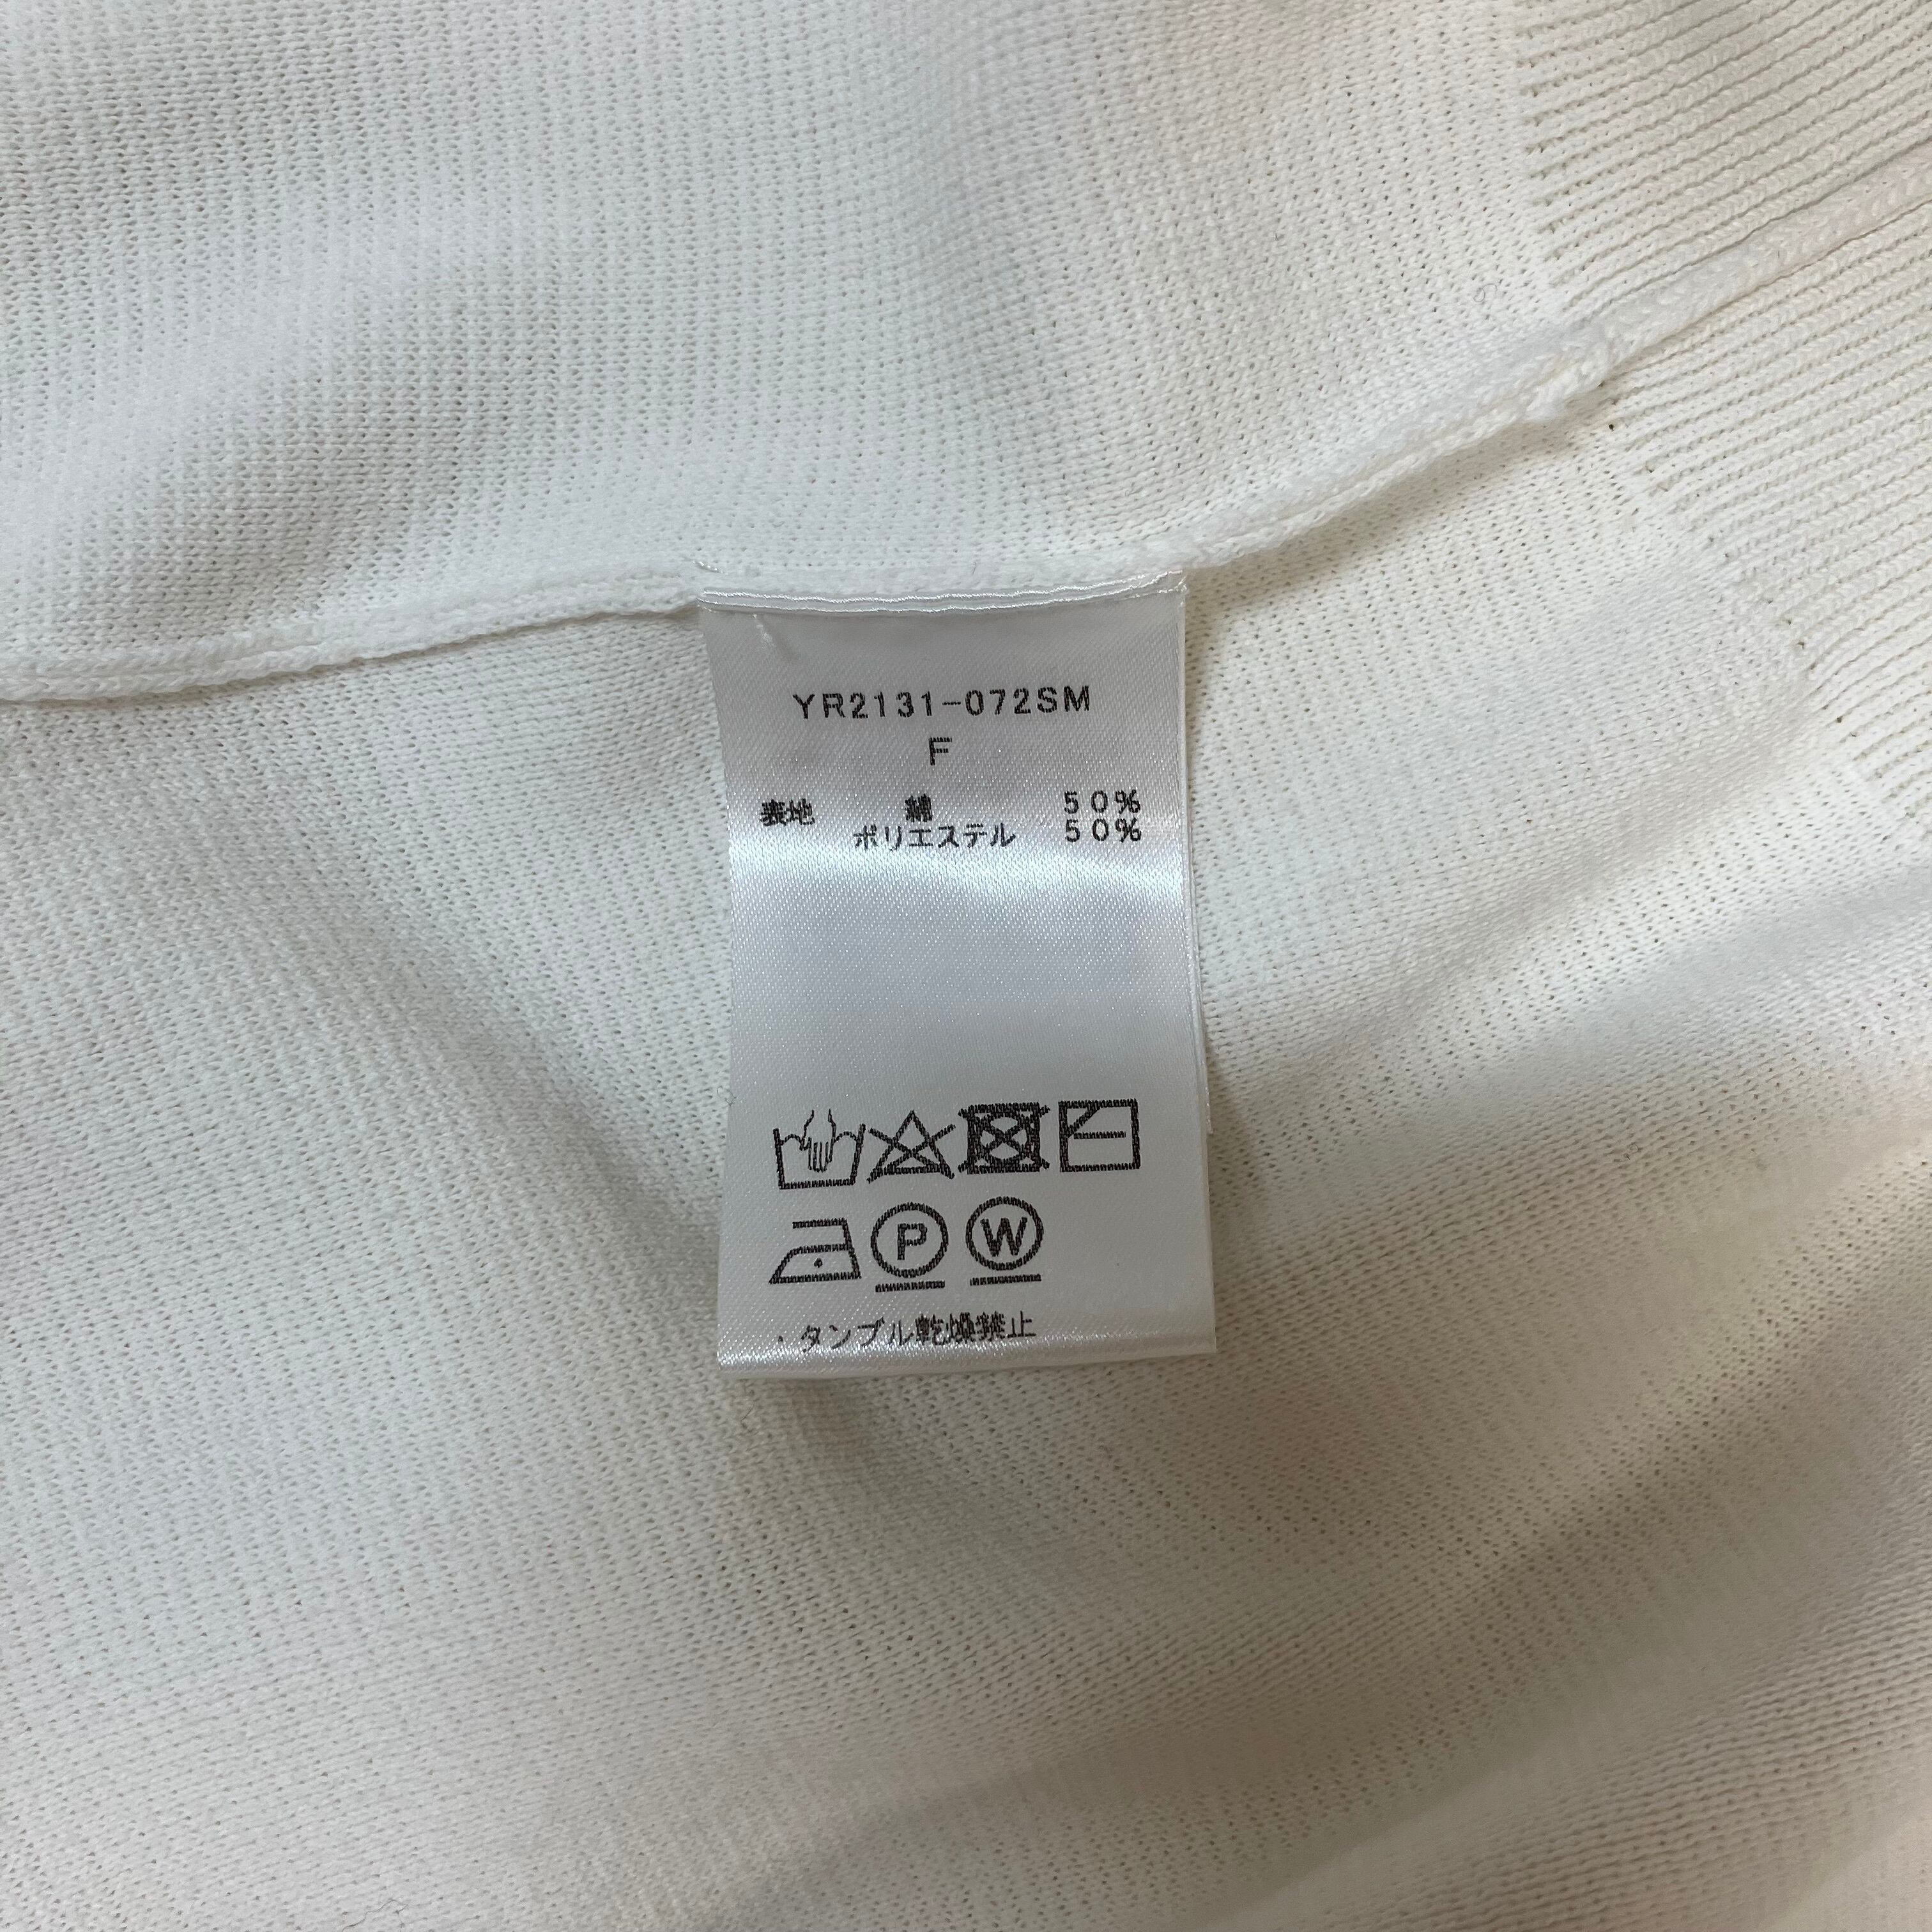 YR2131-072SM
F
表地 綿 50%
ポリエステル 50%
P W
・タンブル乾燥禁止